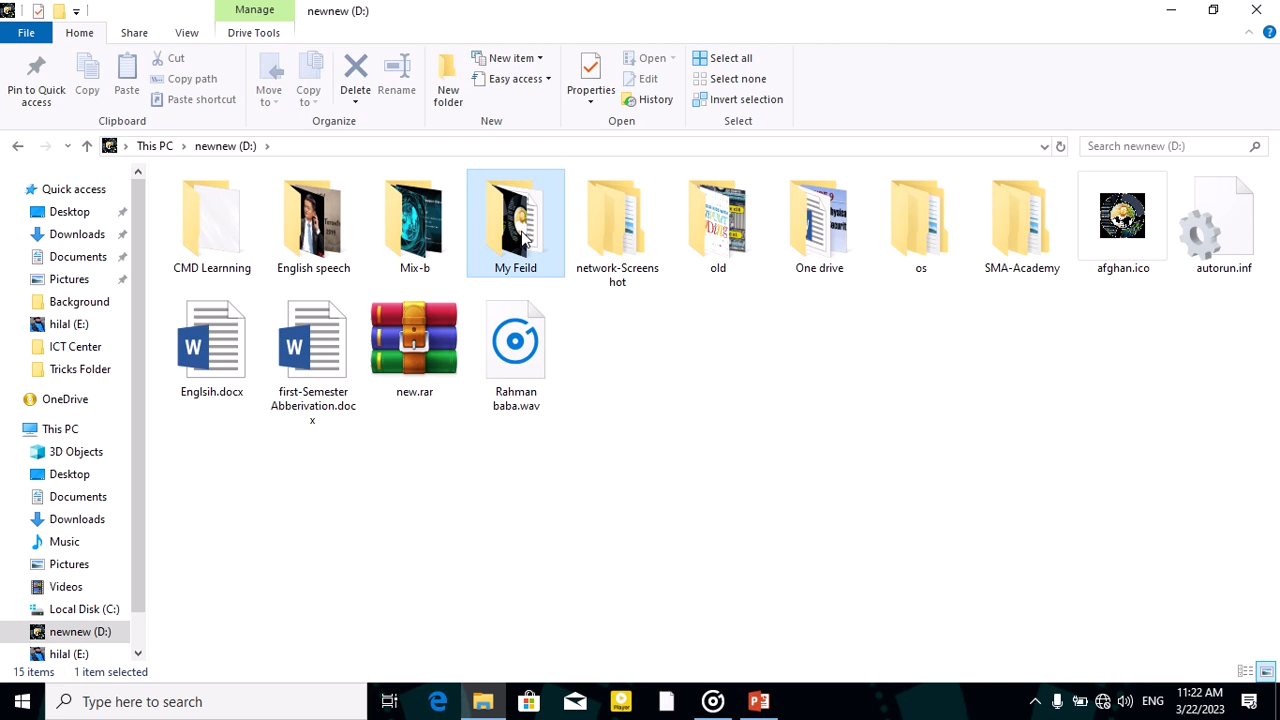 Manage
newnew (D:)
File
Home
Share
View
Drive Tools
Pin to Quick access
Copy
Paste
Cut
Copy path
Paste shortcut
Clipboard
Move to
Copy to
Delete
Rename
Organize
New folder
New item
Easy access
New
Properties
Open
Edit
History
Open
Select all
Select none
Invert selection
Select
This PC
newnew (D:)
Search newnew (D:)
Quick access
Desktop
Downloads
Documents
Pictures
Background
hilal (E:)
ICT Center
Tricks Folder
OneDrive
This PC
3D Objects
Desktop
Documents
Downloads
Music
Pictures
Videos
Local Disk (C:)
newnew (D:)
hilal (E:)
CMD Learnning
English speech
Mix-b
My Feild
network-Screens
hot
old
One drive
os
SMA-Academy
afghan.ico
autorun.inf
Englsih.docx
first-Semester
Abberivation.doc
x
new.rar
Rahman
baba.wav
15 items
1 item selected
Type here to search
Player
ENG
11:22 AM
3/22/2023